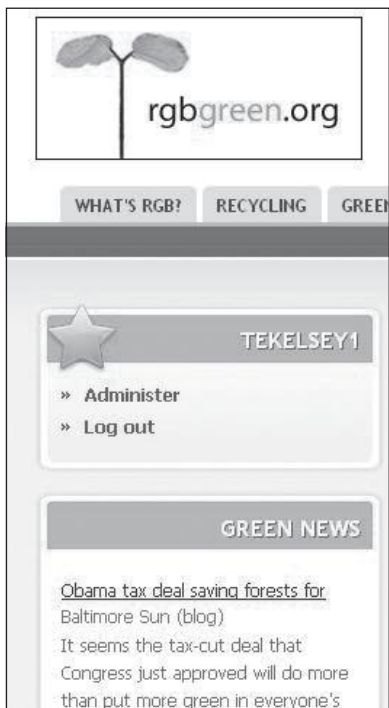 rgbgreen.org
WHAT'S RGB? RECYCLING
TEKELSEY1
» Administer
» Log out
GREEN NEWS
Obama tax deal saving forests for
Baltimore Sun (blog)
It seems the tax-cut deal that
Congress just approved will do more
than put more green in everyone's